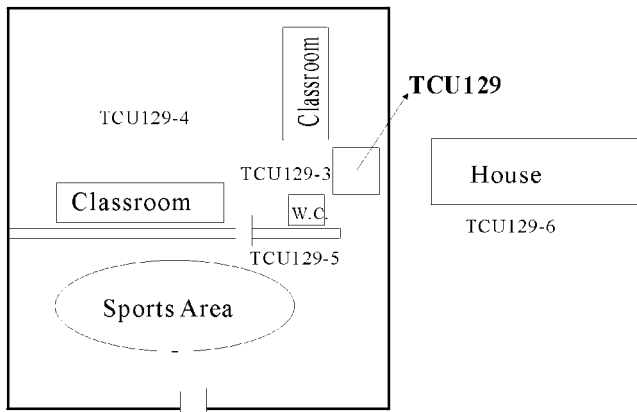 Classroom
TCU129
TCU129-4
TCU129-3
House
Classroom
W.C.
TCU129-6
TCU129-5
Sports Area